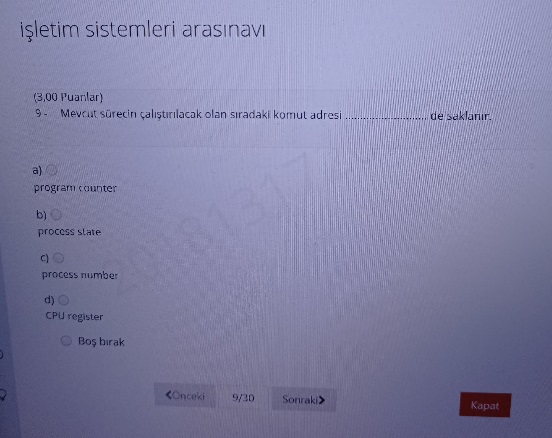 işletim sistemleri arasınavı
(3,00 Puanlar)
9 - Mevcut sürecin çalıştırılacak olan sıradaki komut adresi ............................ de saklanır.
a)
program counter
b)
process state
c)
process number
d)
CPU register
Boş bırak
Önceki 9/30 Sonraki
Kapat